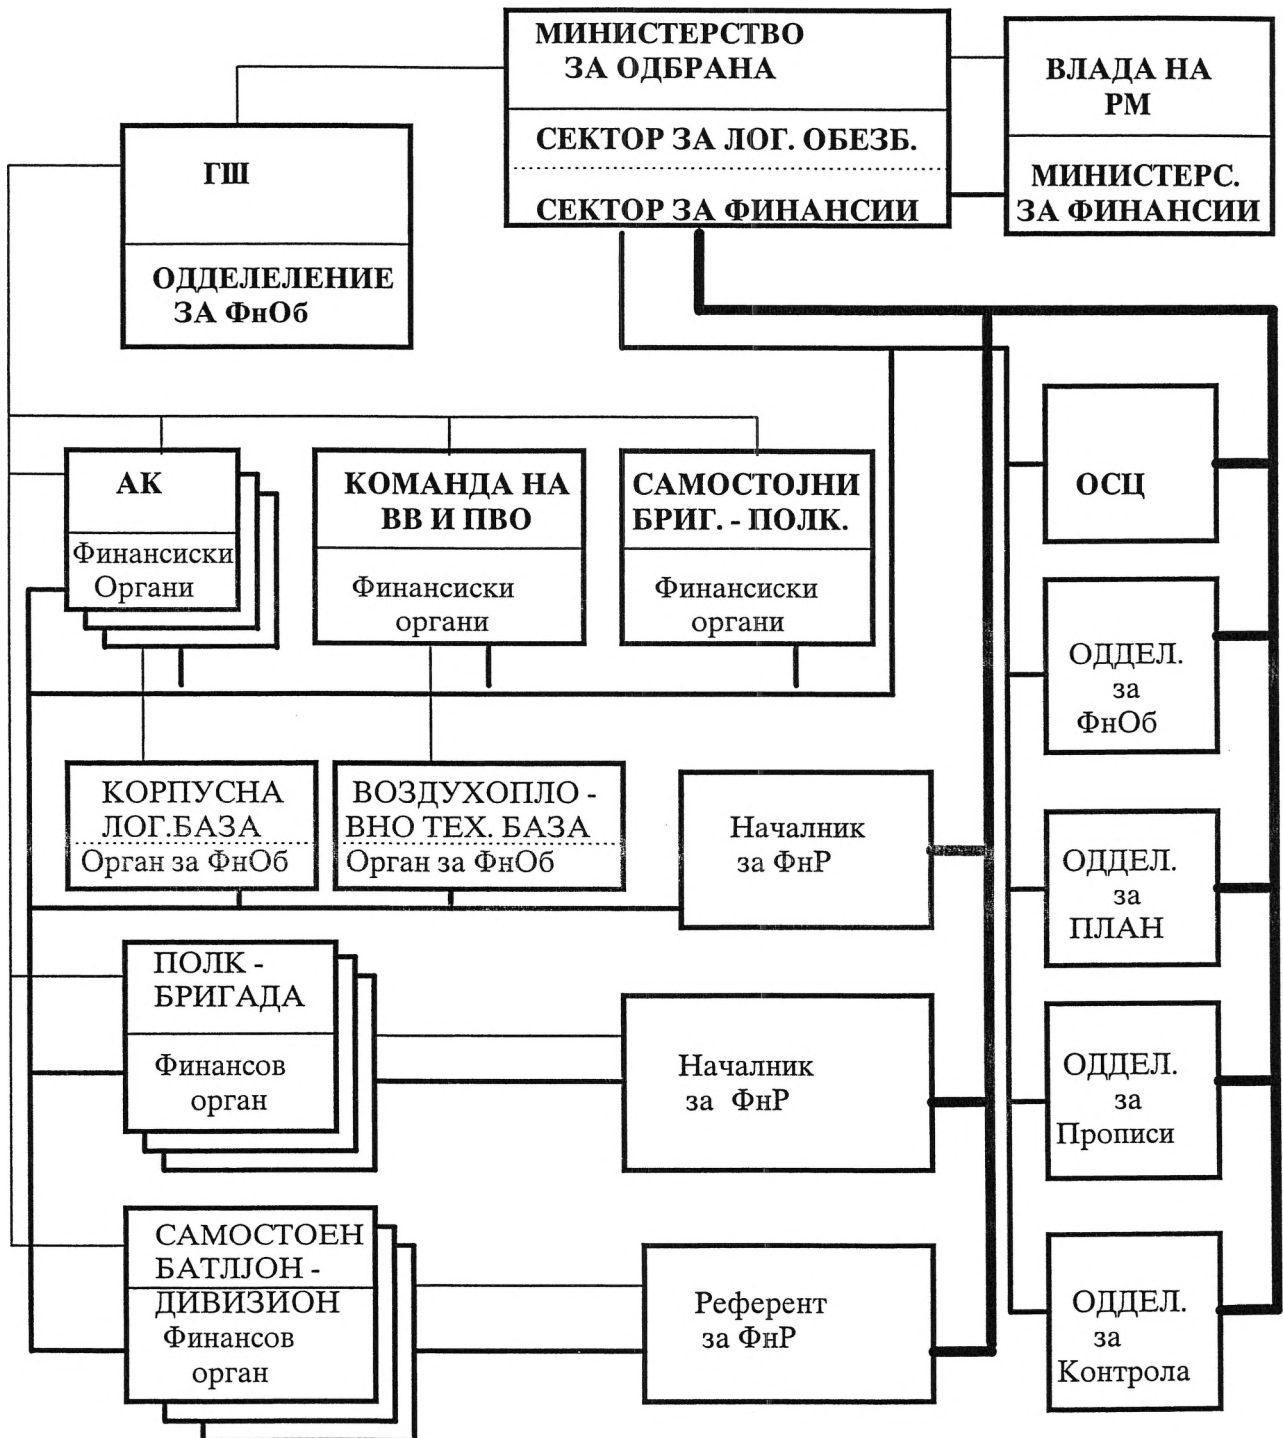 МИНИСТЕРСТВО
ЗА ОДБРАНА
СЕКТОР ЗА ЛОГ. ОБЕЗБ.
СЕКТОР ЗА ФИНАНСИИ
ВЛАДА НА
РМ
МИНИСТЕРС.
ЗА ФИНАНСИИ
ГШ
ОДДЕЛЕЛЕНИЕ
ЗА ФнОб
АК
Финансиски
Органи
КОМАНДА НА
ВВ И ПВО
Финансиски
органи
САМОСТОЈНИ
БРИГ. - ПОЛК.
Финансиски
органи
ОСЦ
ОДДЕЛ.
за
ФнОб
КОРПУСНА
ЛОГ.БАЗА
Орган за ФнОб
ВОЗДУХОПЛО -
ВНО ТЕХ. БАЗА
Орган за ФнОб
Началник
за ФнР
ОДДЕЛ.
за
ПЛАН
ПОЛК -
БРИГАДА
Финансов
орган
Началник
за ФнР
ОДДЕЛ.
за
Прописи
САМОСТОЕН
БАТЛЈОН -
ДИВИЗИОН
Финансов
орган
Референт
за ФнР
ОДДЕЛ.
за
Контрола